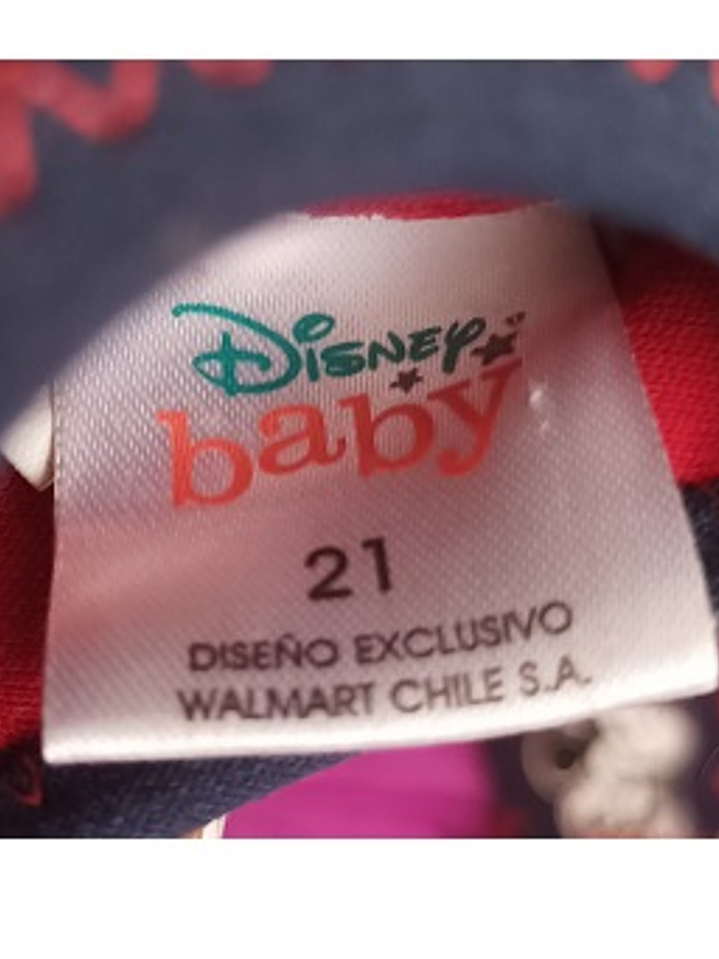 Disney
baby
21
DISEÑO EXCLUSIVO
WALMART CHILE S.A.